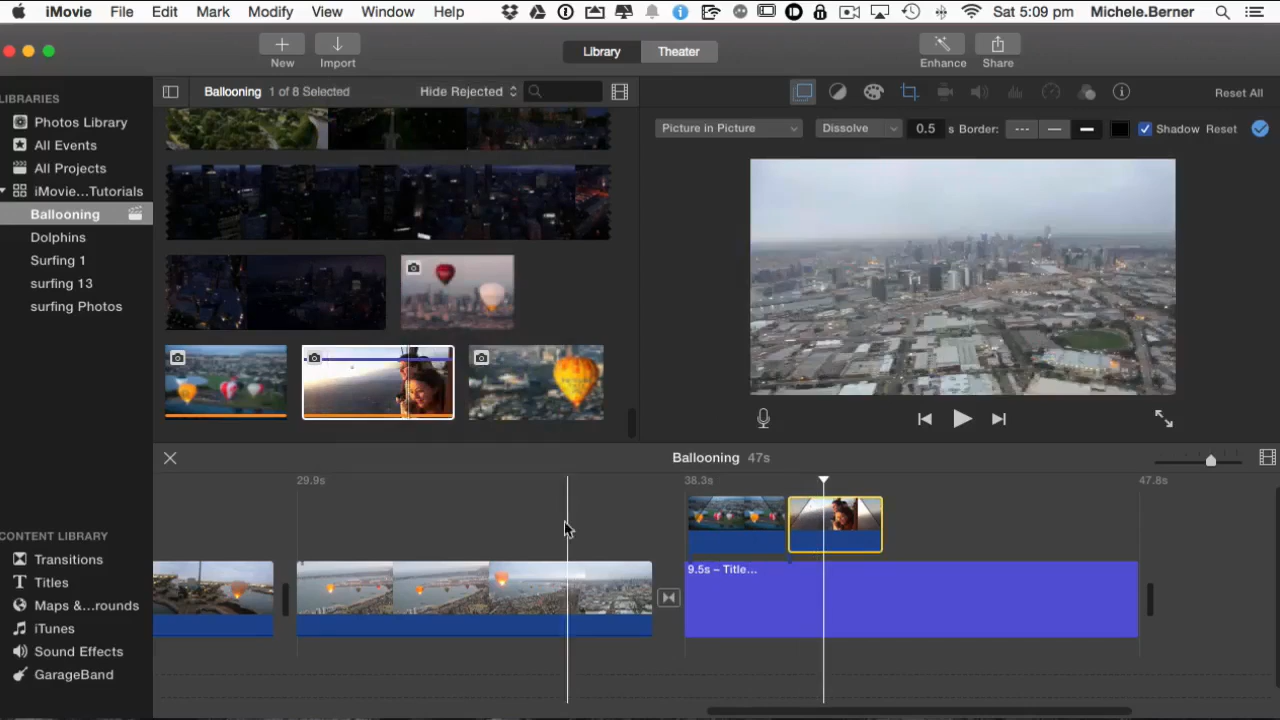 iMovie File Edit Mark Modify View Window Help Sat 5:09 pm Michele.Berner
New Import Library Theater Enhance Share
LIBRARIES
Photos Library
All Events
All Projects
iMovie...Tutorials
Ballooning
Dolphins
Surfing 1
surfing 13
surfing Photos
CONTENT LIBRARY
Transitions
Titles
Maps &...rounds
iTunes
Sound Effects
GarageBand
Ballooning 1 of 8 Selected Hide Rejected
Reset All
Picture in Picture Dissolve 0.5 s Border: Shadow Reset
Ballooning 47s
29.9s 38.3s 47.8s
9.5s – Title...